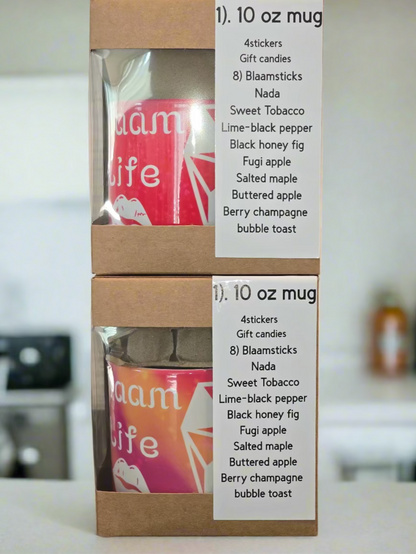 1). 10 oz mug
4stickers
Gift candies
8) Blaamsticks
Nada
Sweet Tobacco
Lime-black pepper
Black honey fig
Fugi apple
Salted maple
Buttered apple
Berry champagne
bubble toast
aam
Life
1). 10 oz mug
4stickers
Gift candies
8) Blaamsticks
Nada
Sweet Tobacco
Lime-black pepper
Black honey fig
Fugi apple
Salted maple
Buttered apple
Berry champagne
bubble toast
aam
Life